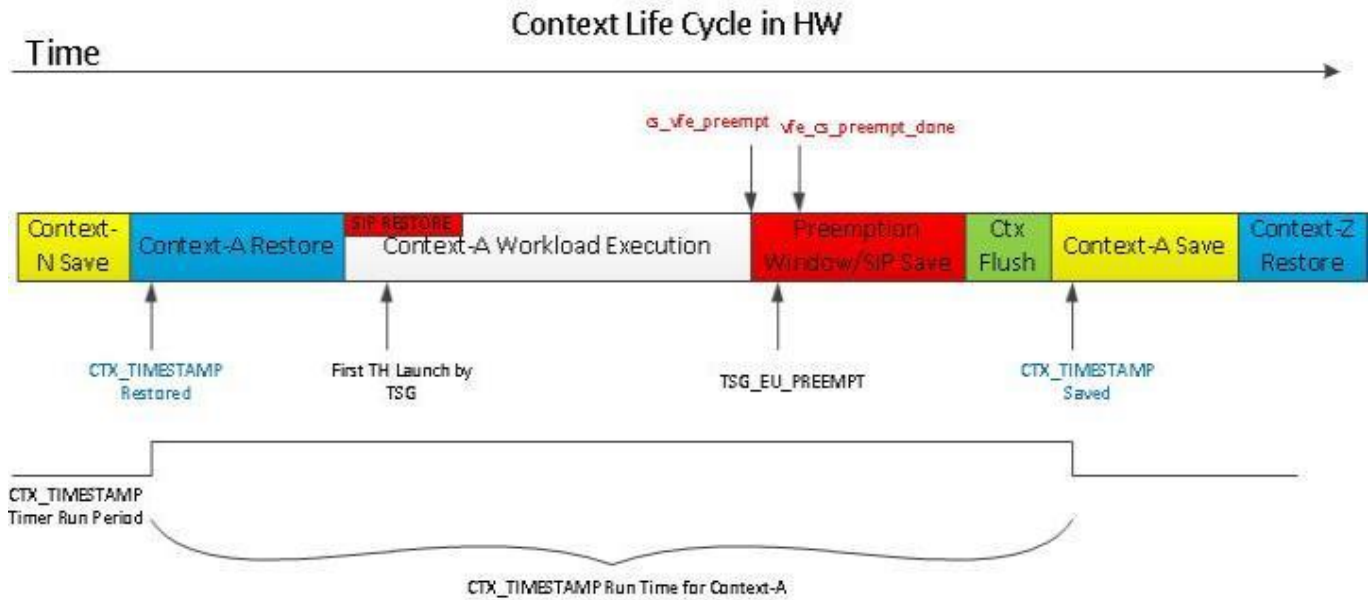 Context Life Cycle in HW
Time
cs_vfe_preempt
vfe_cs_preempt_done
Context-
N Save
Context-A Restore
SIP RESTORE
Context-A Workload Execution
Preemption
Window/SIP Save
Ctx
Flush
Context-A Save
Context-Z
Restore
CTX_TIMESTAMP
Restored
First TH Launch by
TSG
TSG_EU_PREEMPT
CTX_TIMESTAMP
Saved
CTX_TIMESTAMP
Timer Run Period
CTX_TIMESTAMP Run Time for Context-A